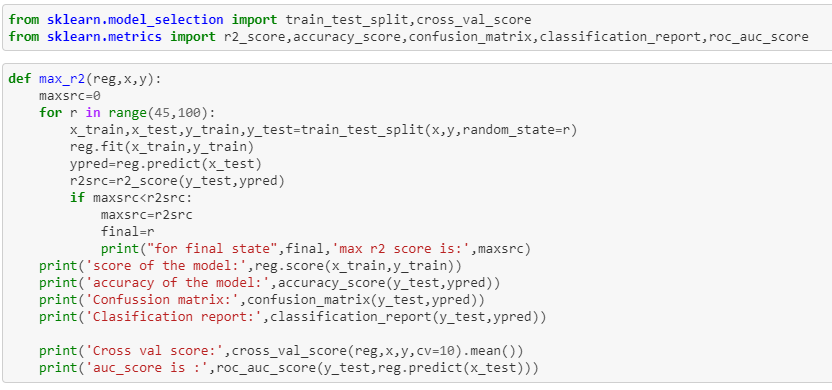 from sklearn.model_selection import train_test_split,cross_val_score
from sklearn.metrics import r2_score,accuracy_score,confusion_matrix,classification_report,roc_auc_score
def max_r2(reg,x,y):
    maxsrc=0
    for r in range(45,100):
        x_train,x_test,y_train,y_test=train_test_split(x,y,random_state=r)
        reg.fit(x_train,y_train)
        ypred=reg.predict(x_test)
        r2src=r2_score(y_test,ypred)
        if maxsrc<r2src:
            maxsrc=r2src
            final=r
            print("for final state",final,'max r2 score is:',maxsrc)
    print('score of the model:',reg.score(x_train,y_train))
    print('accuracy of the model:',accuracy_score(y_test,ypred))
    print('Confussion matrix:',confusion_matrix(y_test,ypred))
    print('Clasification report:',classification_report(y_test,ypred))
    print('Cross val score:',cross_val_score(reg,x,y,cv=10).mean())
    print('auc_score is :',roc_auc_score(y_test,reg.predict(x_test)))